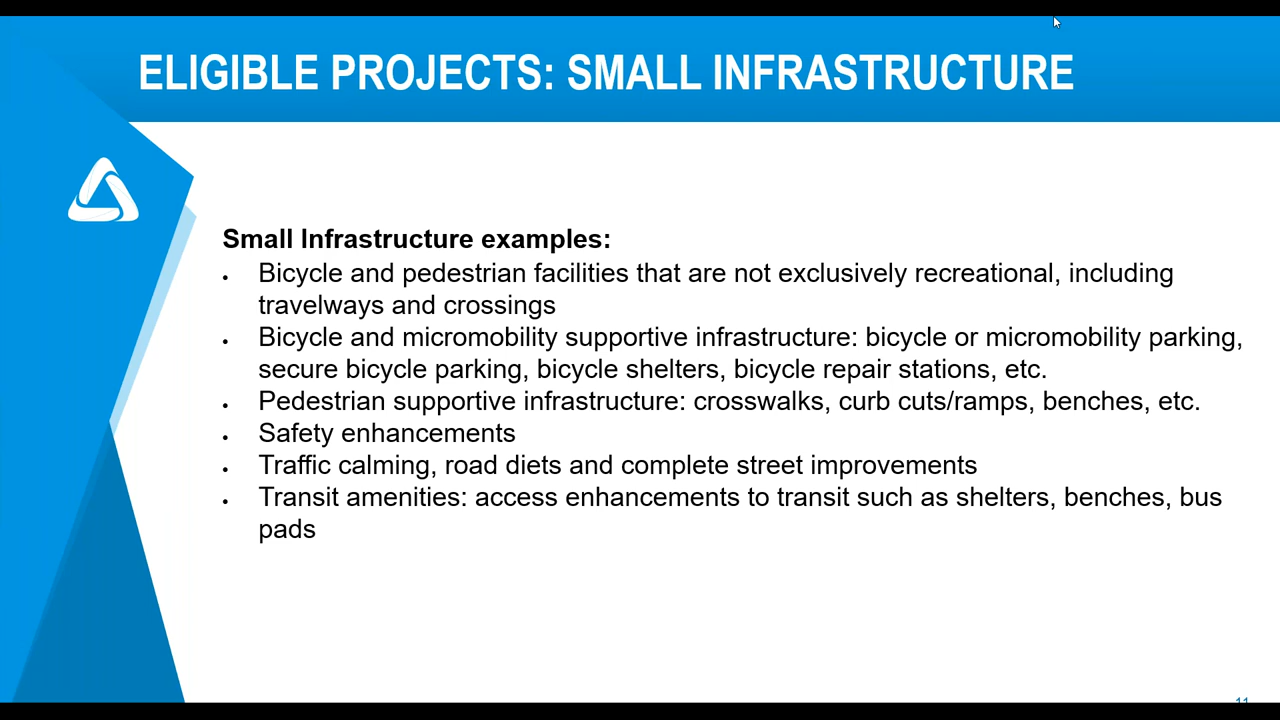 ELIGIBLE PROJECTS: SMALL INFRASTRUCTURE
Small Infrastructure examples:
• Bicycle and pedestrian facilities that are not exclusively recreational, including
travelways and crossings
• Bicycle and micromobility supportive infrastructure: bicycle or micromobility parking,
secure bicycle parking, bicycle shelters, bicycle repair stations, etc.
• Pedestrian supportive infrastructure: crosswalks, curb cuts/ramps, benches, etc.
• Safety enhancements
• Traffic calming, road diets and complete street improvements
• Transit amenities: access enhancements to transit such as shelters, benches, bus
pads
11